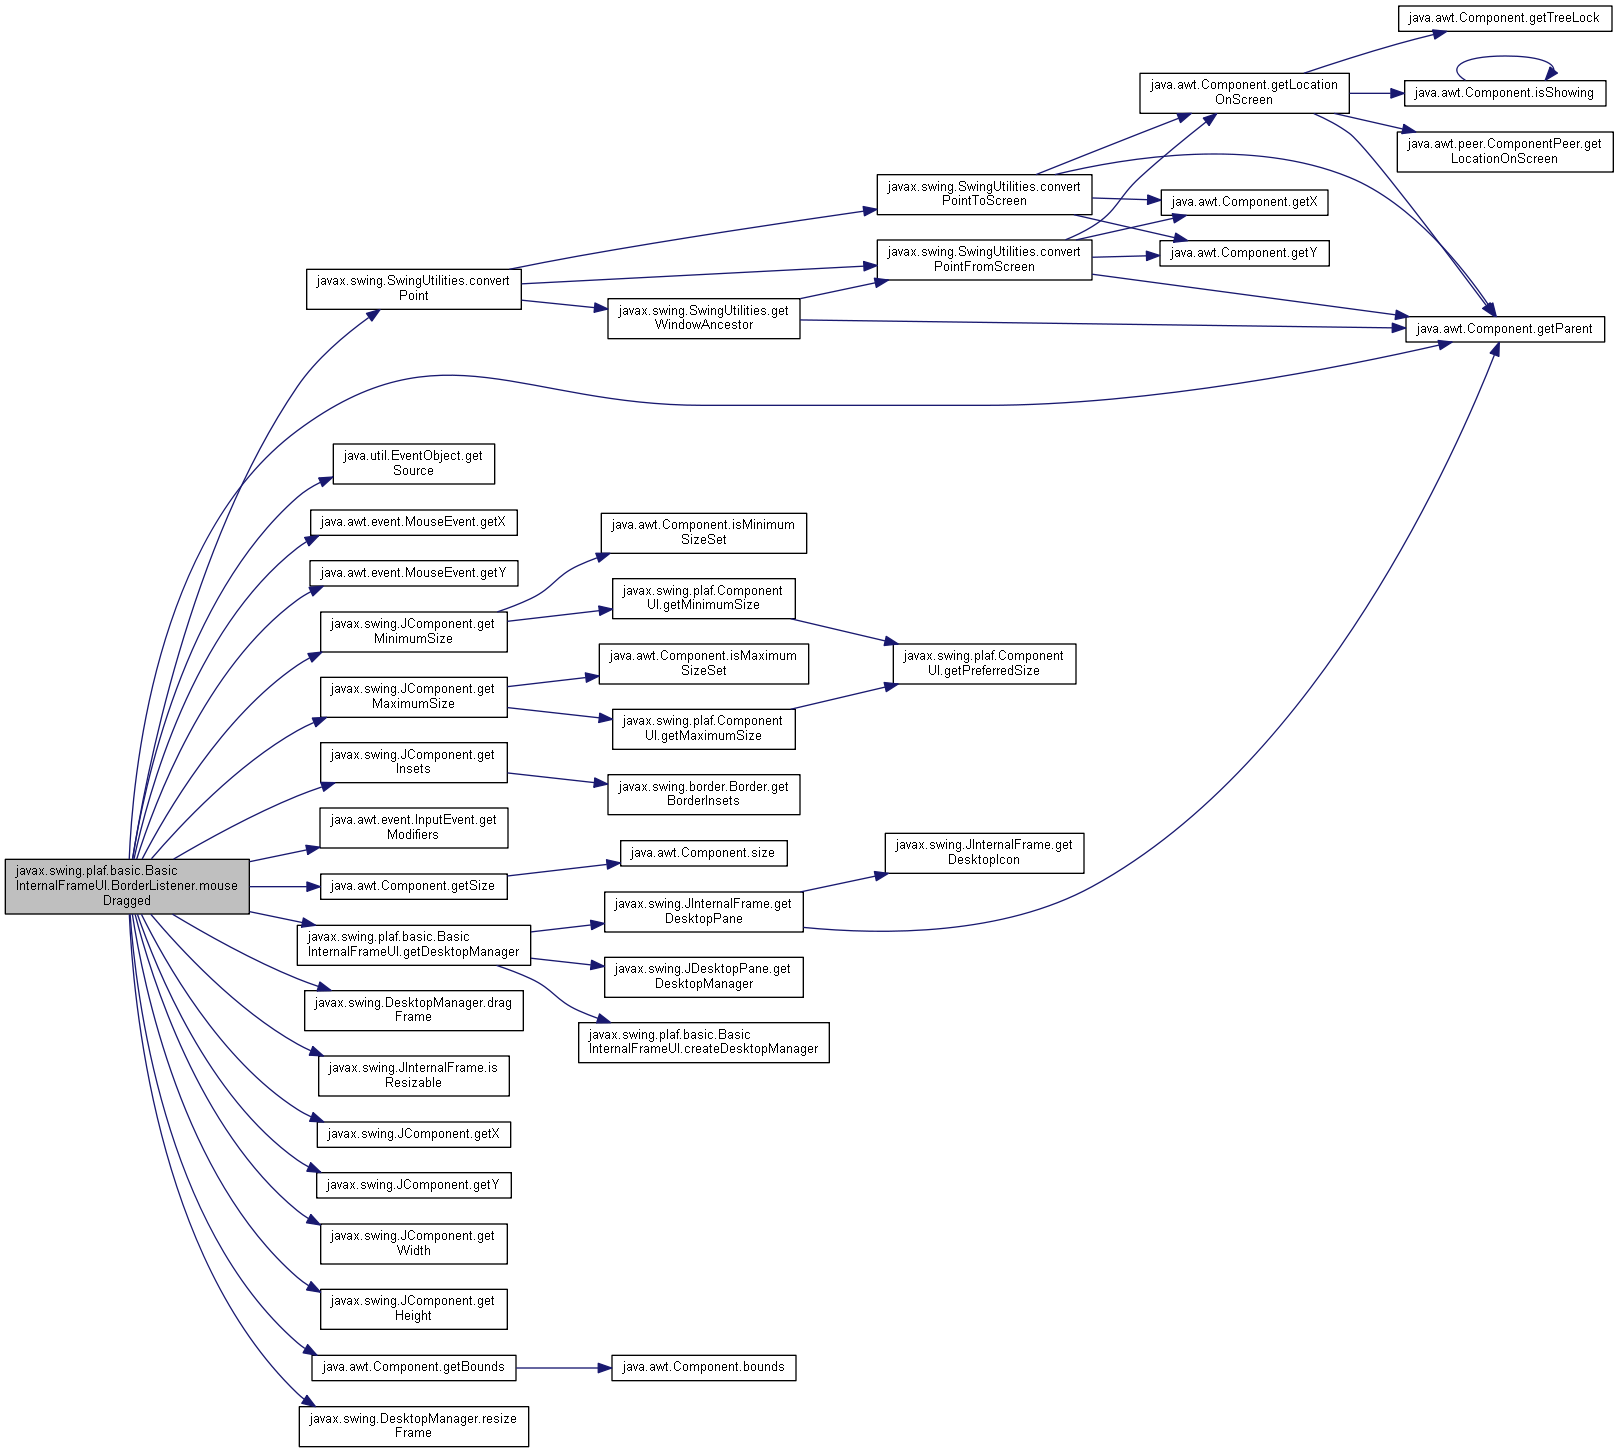 java.awt.Component.getTreeLock
java.awt.Component.getLocation
OnScreen
java.awt.Component.isShowing
java.awt.peer.ComponentPeer.get
LocationOnScreen
javax.swing.SwingUtilities.convert
PointToScreen
java.awt.Component.getX
javax.swing.SwingUtilities.convert
PointFromScreen
java.awt.Component.getY
javax.swing.SwingUtilities.convert
Point
javax.swing.SwingUtilities.get
WindowAncestor
java.awt.Component.getParent
java.util.EventObject.get
Source
java.awt.event.MouseEvent.getX
java.awt.Component.isMinimum
SizeSet
java.awt.event.MouseEvent.getY
javax.swing.plaf.Component
UI.getMinimumSize
javax.swing.JComponent.get
MinimumSize
java.awt.Component.isMaximum
SizeSet
javax.swing.plaf.Component
UI.getPreferredSize
javax.swing.JComponent.get
MaximumSize
javax.swing.plaf.Component
UI.getMaximumSize
javax.swing.JComponent.get
Insets
javax.swing.border.Border.get
BorderInsets
java.awt.event.InputEvent.get
Modifiers
java.awt.Component.size
javax.swing.JInternalFrame.get
DesktopIcon
javax.swing.plaf.basic.Basic
InternalFrameUI.BorderListener.mouse
Dragged
java.awt.Component.getSize
javax.swing.JInternalFrame.get
DesktopPane
javax.swing.plaf.basic.Basic
InternalFrameUI.getDesktopManager
javax.swing.JDesktopPane.get
DesktopManager
javax.swing.DesktopManager.drag
Frame
javax.swing.plaf.basic.Basic
InternalFrameUI.createDesktopManager
javax.swing.JInternalFrame.is
Resizable
javax.swing.JComponent.getX
javax.swing.JComponent.getY
javax.swing.JComponent.get
Width
javax.swing.JComponent.get
Height
java.awt.Component.getBounds
java.awt.Component.bounds
javax.swing.DesktopManager.resize
Frame